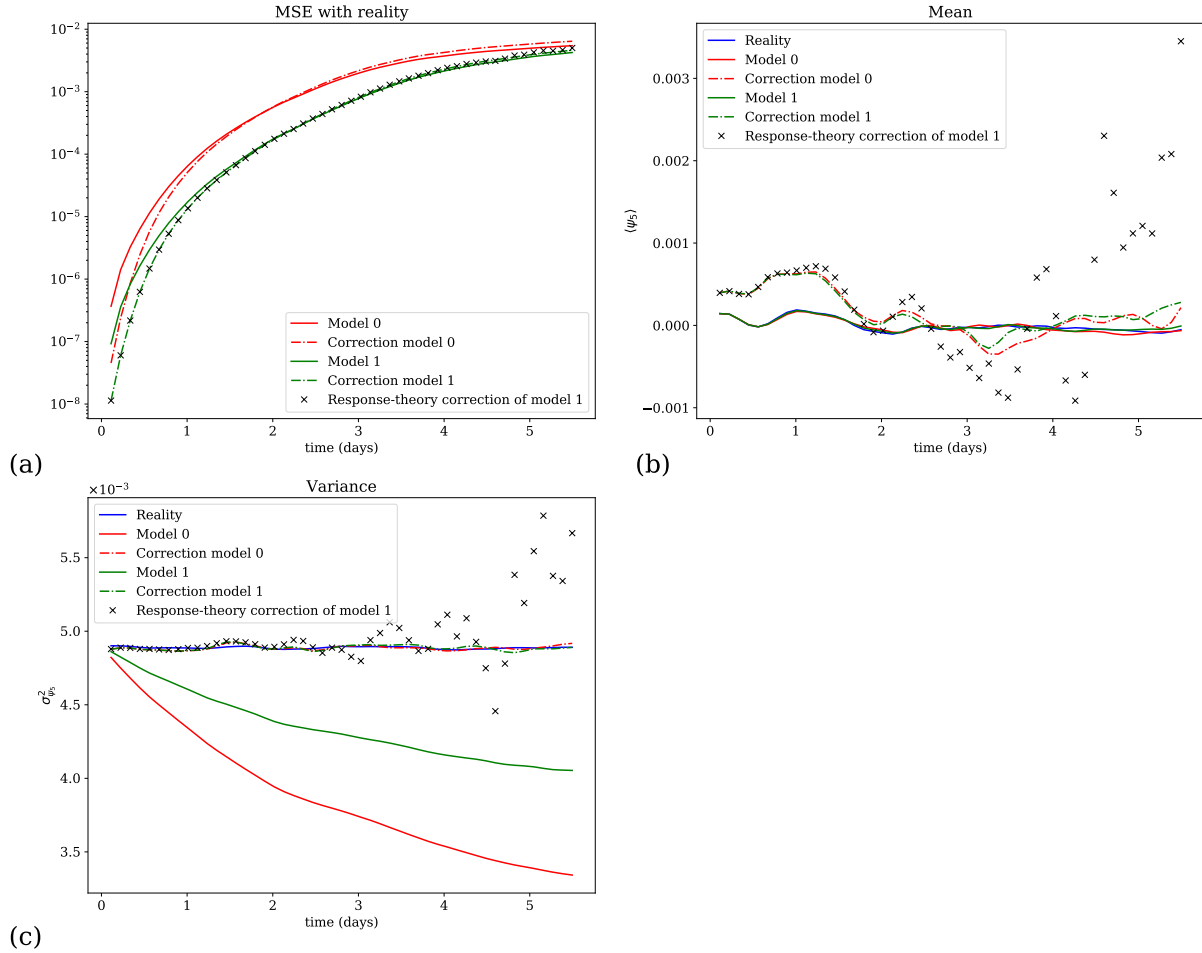 MSE with reality
10⁻²
10⁻³
10⁻⁴
10⁻⁵
10⁻⁶
10⁻⁷
10⁻⁸
Model 0
Correction model 0
Model 1
Correction model 1
Response-theory correction of model 1
0 1 2 3 4 5
time (days)
(a)
Mean
Reality
Model 0
Correction model 0
Model 1
Correction model 1
Response-theory correction of model 1
0.003
0.002
0.001
0.000
−0.001
⟨ψ₅⟩
0 1 2 3 4 5
time (days)
(b)
Variance
×10⁻³
Reality
Model 0
Correction model 0
Model 1
Correction model 1
Response-theory correction of model 1
5.5
5.0
4.5
4.0
3.5
σ²ψ₅
0 1 2 3 4 5
time (days)
(c)